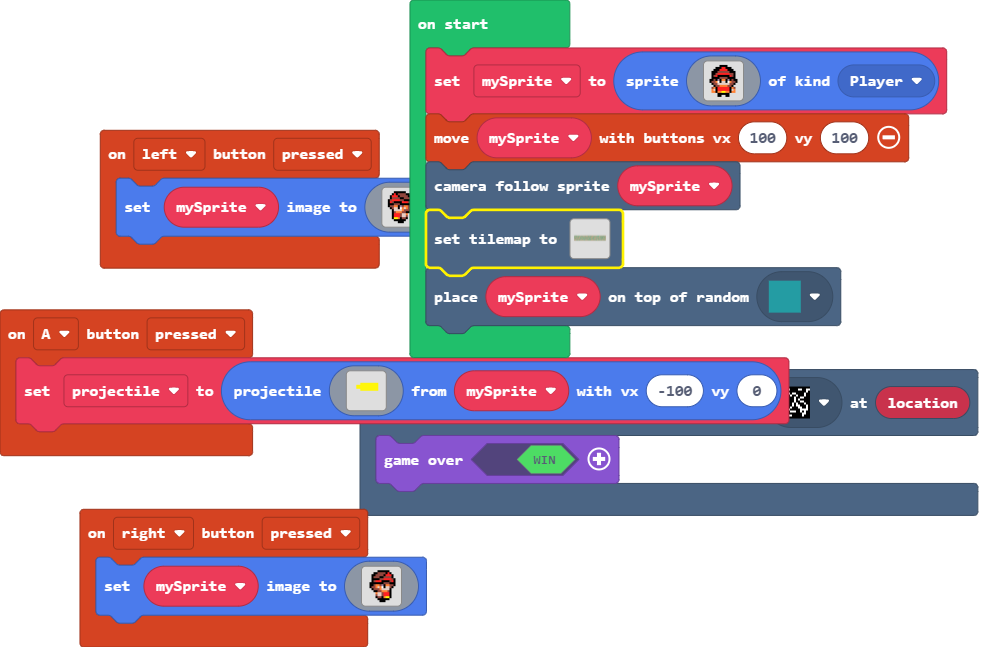 on start
set mySprite to sprite of kind Player
move mySprite with buttons vx 100 vy 100
camera follow sprite mySprite
set tilemap to
place mySprite on top of random
on left button pressed
set mySprite image to
on A button pressed
set projectile to projectile from mySprite with vx -100 vy 0
at location
game over WIN
on right button pressed
set mySprite image to